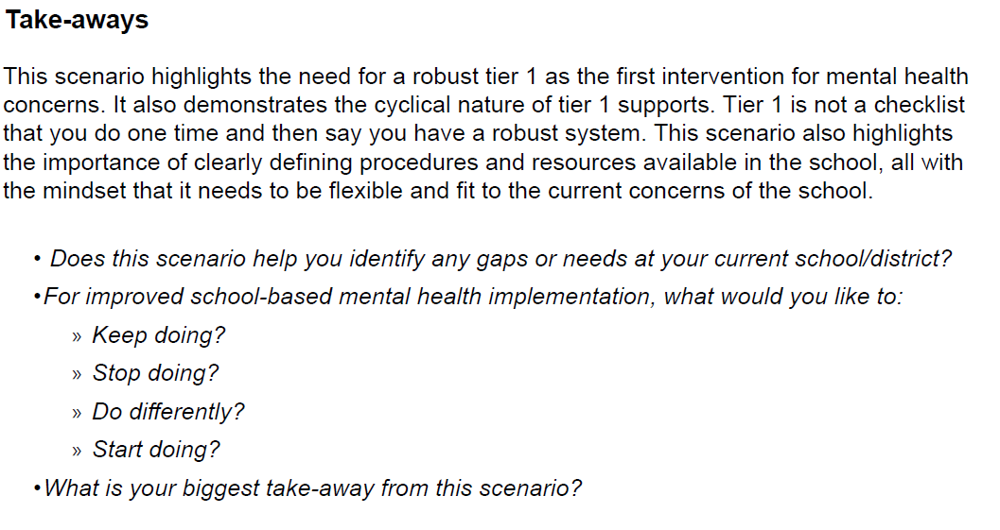 Take-aways
This scenario highlights the need for a robust tier 1 as the first intervention for mental health
concerns. It also demonstrates the cyclical nature of tier 1 supports. Tier 1 is not a checklist
that you do one time and then say you have a robust system. This scenario also highlights
the importance of clearly defining procedures and resources available in the school, all with
the mindset that it needs to be flexible and fit to the current concerns of the school.
• Does this scenario help you identify any gaps or needs at your current school/district?
•For improved school-based mental health implementation, what would you like to:
» Keep doing?
» Stop doing?
» Do differently?
» Start doing?
•What is your biggest take-away from this scenario?